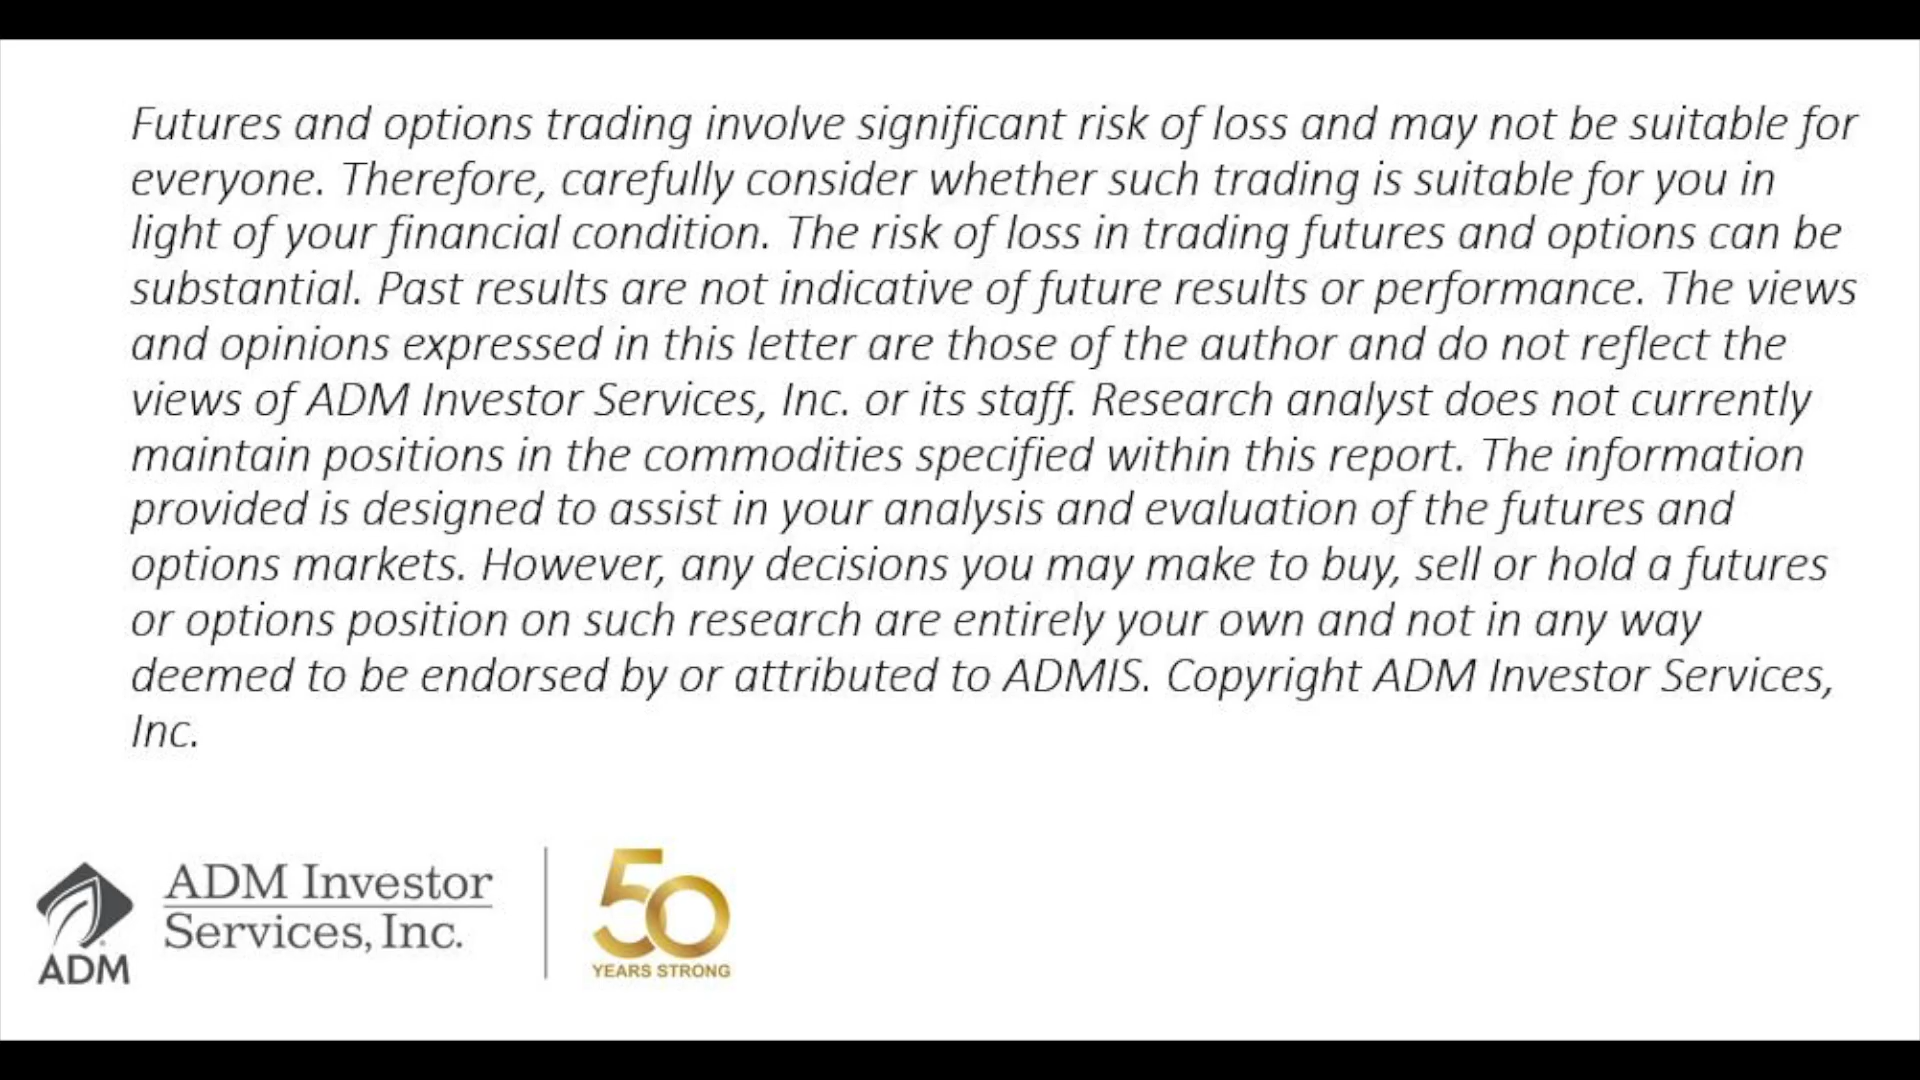 Futures and options trading involve significant risk of loss and may not be suitable for
everyone. Therefore, carefully consider whether such trading is suitable for you in
light of your financial condition. The risk of loss in trading futures and options can be
substantial. Past results are not indicative of future results or performance. The views
and opinions expressed in this letter are those of the author and do not reflect the
views of ADM Investor Services, Inc. or its staff. Research analyst does not currently
maintain positions in the commodities specified within this report. The information
provided is designed to assist in your analysis and evaluation of the futures and
options markets. However, any decisions you may make to buy, sell or hold a futures
or options position on such research are entirely your own and not in any way
deemed to be endorsed by or attributed to ADMIS. Copyright ADM Investor Services,
Inc.
ADM
ADM Investor
Services, Inc.
50
YEARS STRONG